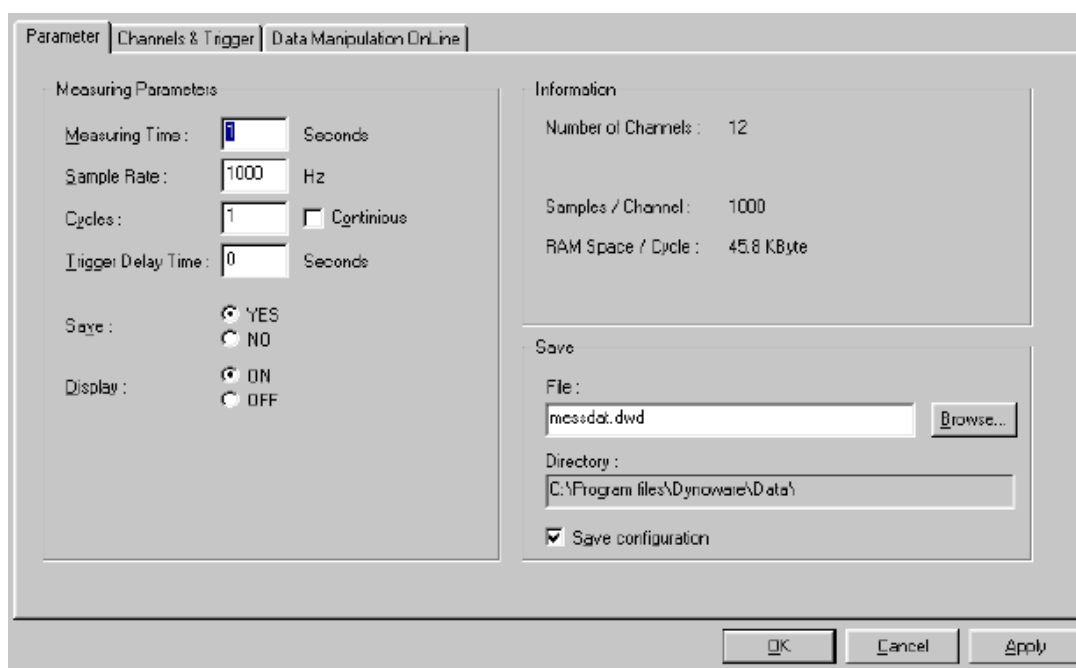 Parameter Channels & Trigger Data Manipulation OnLine
Measuring Parameters
Measuring Time : 1 Seconds
Sample Rate : 1000 Hz
Cycles : 1 Continious
Trigger Delay Time : 0 Seconds
Save : YES
NO
Display : ON
OFF
Information
Number of Channels : 12
Samples / Channel : 1000
RAM Space / Cycle : 45.8 KByte
Save
File :
messdat.dwd Browse...
Directory :
C:\Program files\Dynoware\Data\
Save configuration
OK Cancel Apply